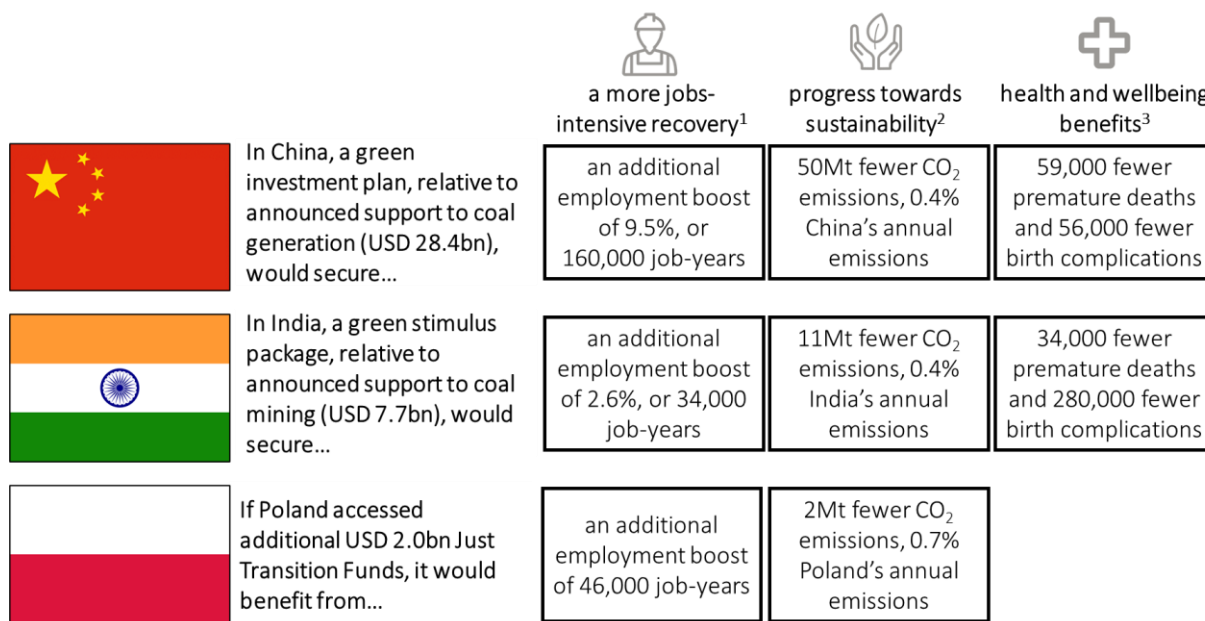 a more jobs-
intensive recovery¹
progress towards
sustainability²
health and wellbeing
benefits³
In China, a green
investment plan, relative to
announced support to coal
generation (USD 28.4bn),
would secure...
an additional
employment boost
of 9.5%, or
160,000 job-years
50Mt fewer CO₂
emissions, 0.4%
China's annual
emissions
59,000 fewer
premature deaths
and 56,000 fewer
birth complications
In India, a green stimulus
package, relative to
announced support to coal
mining (USD 7.7bn), would
secure...
an additional
employment boost
of 2.6%, or 34,000
job-years
11Mt fewer CO₂
emissions, 0.4%
India's annual
emissions
34,000 fewer
premature deaths
and 280,000 fewer
birth complications
If Poland accessed
additional USD 2.0bn Just
Transition Funds, it would
benefit from...
an additional
employment boost
of 46,000 job-years
2Mt fewer CO₂
emissions, 0.7%
Poland's annual
emissions